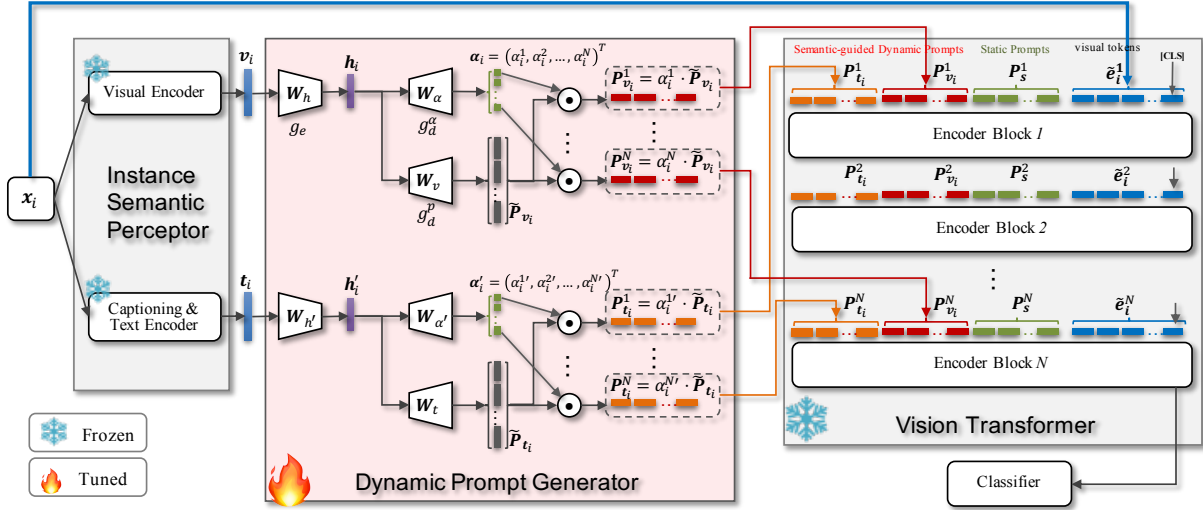 x_i
Visual Encoder
Instance
Semantic
Perceptor
Captioning &
Text Encoder
Frozen
Tuned
v_i
t_i
W_h
g_e
h_i
W_α
g_d^α
α_i = (α_i^1, α_i^2, ..., α_i^N)^T
W_v
g_d^p
P̃_{v_i}
P_{v_i}^1 = α_i^1 · P̃_{v_i}
P_{v_i}^N = α_i^N · P̃_{v_i}
W_{h'}
h'_i
W_{α'}
α'_i = (α_i^{1'}, α_i^{2'}, ..., α_i^{N'})^T
W_t
P̃_{t_i}
P_{t_i}^1 = α_i^{1'} · P̃_{t_i}
P_{t_i}^N = α_i^{N'} · P̃_{t_i}
Dynamic Prompt Generator
Semantic-guided Dynamic Prompts Static Prompts visual tokens [CLS]
P_{t_i}^1 P_{v_i}^1 P_s^1 ẽ_i^1
Encoder Block 1
P_{t_i}^2 P_{v_i}^2 P_s^2 ẽ_i^2
Encoder Block 2
P_{t_i}^N P_{v_i}^N P_s^N ẽ_i^N
Encoder Block N
Vision Transformer
Classifier